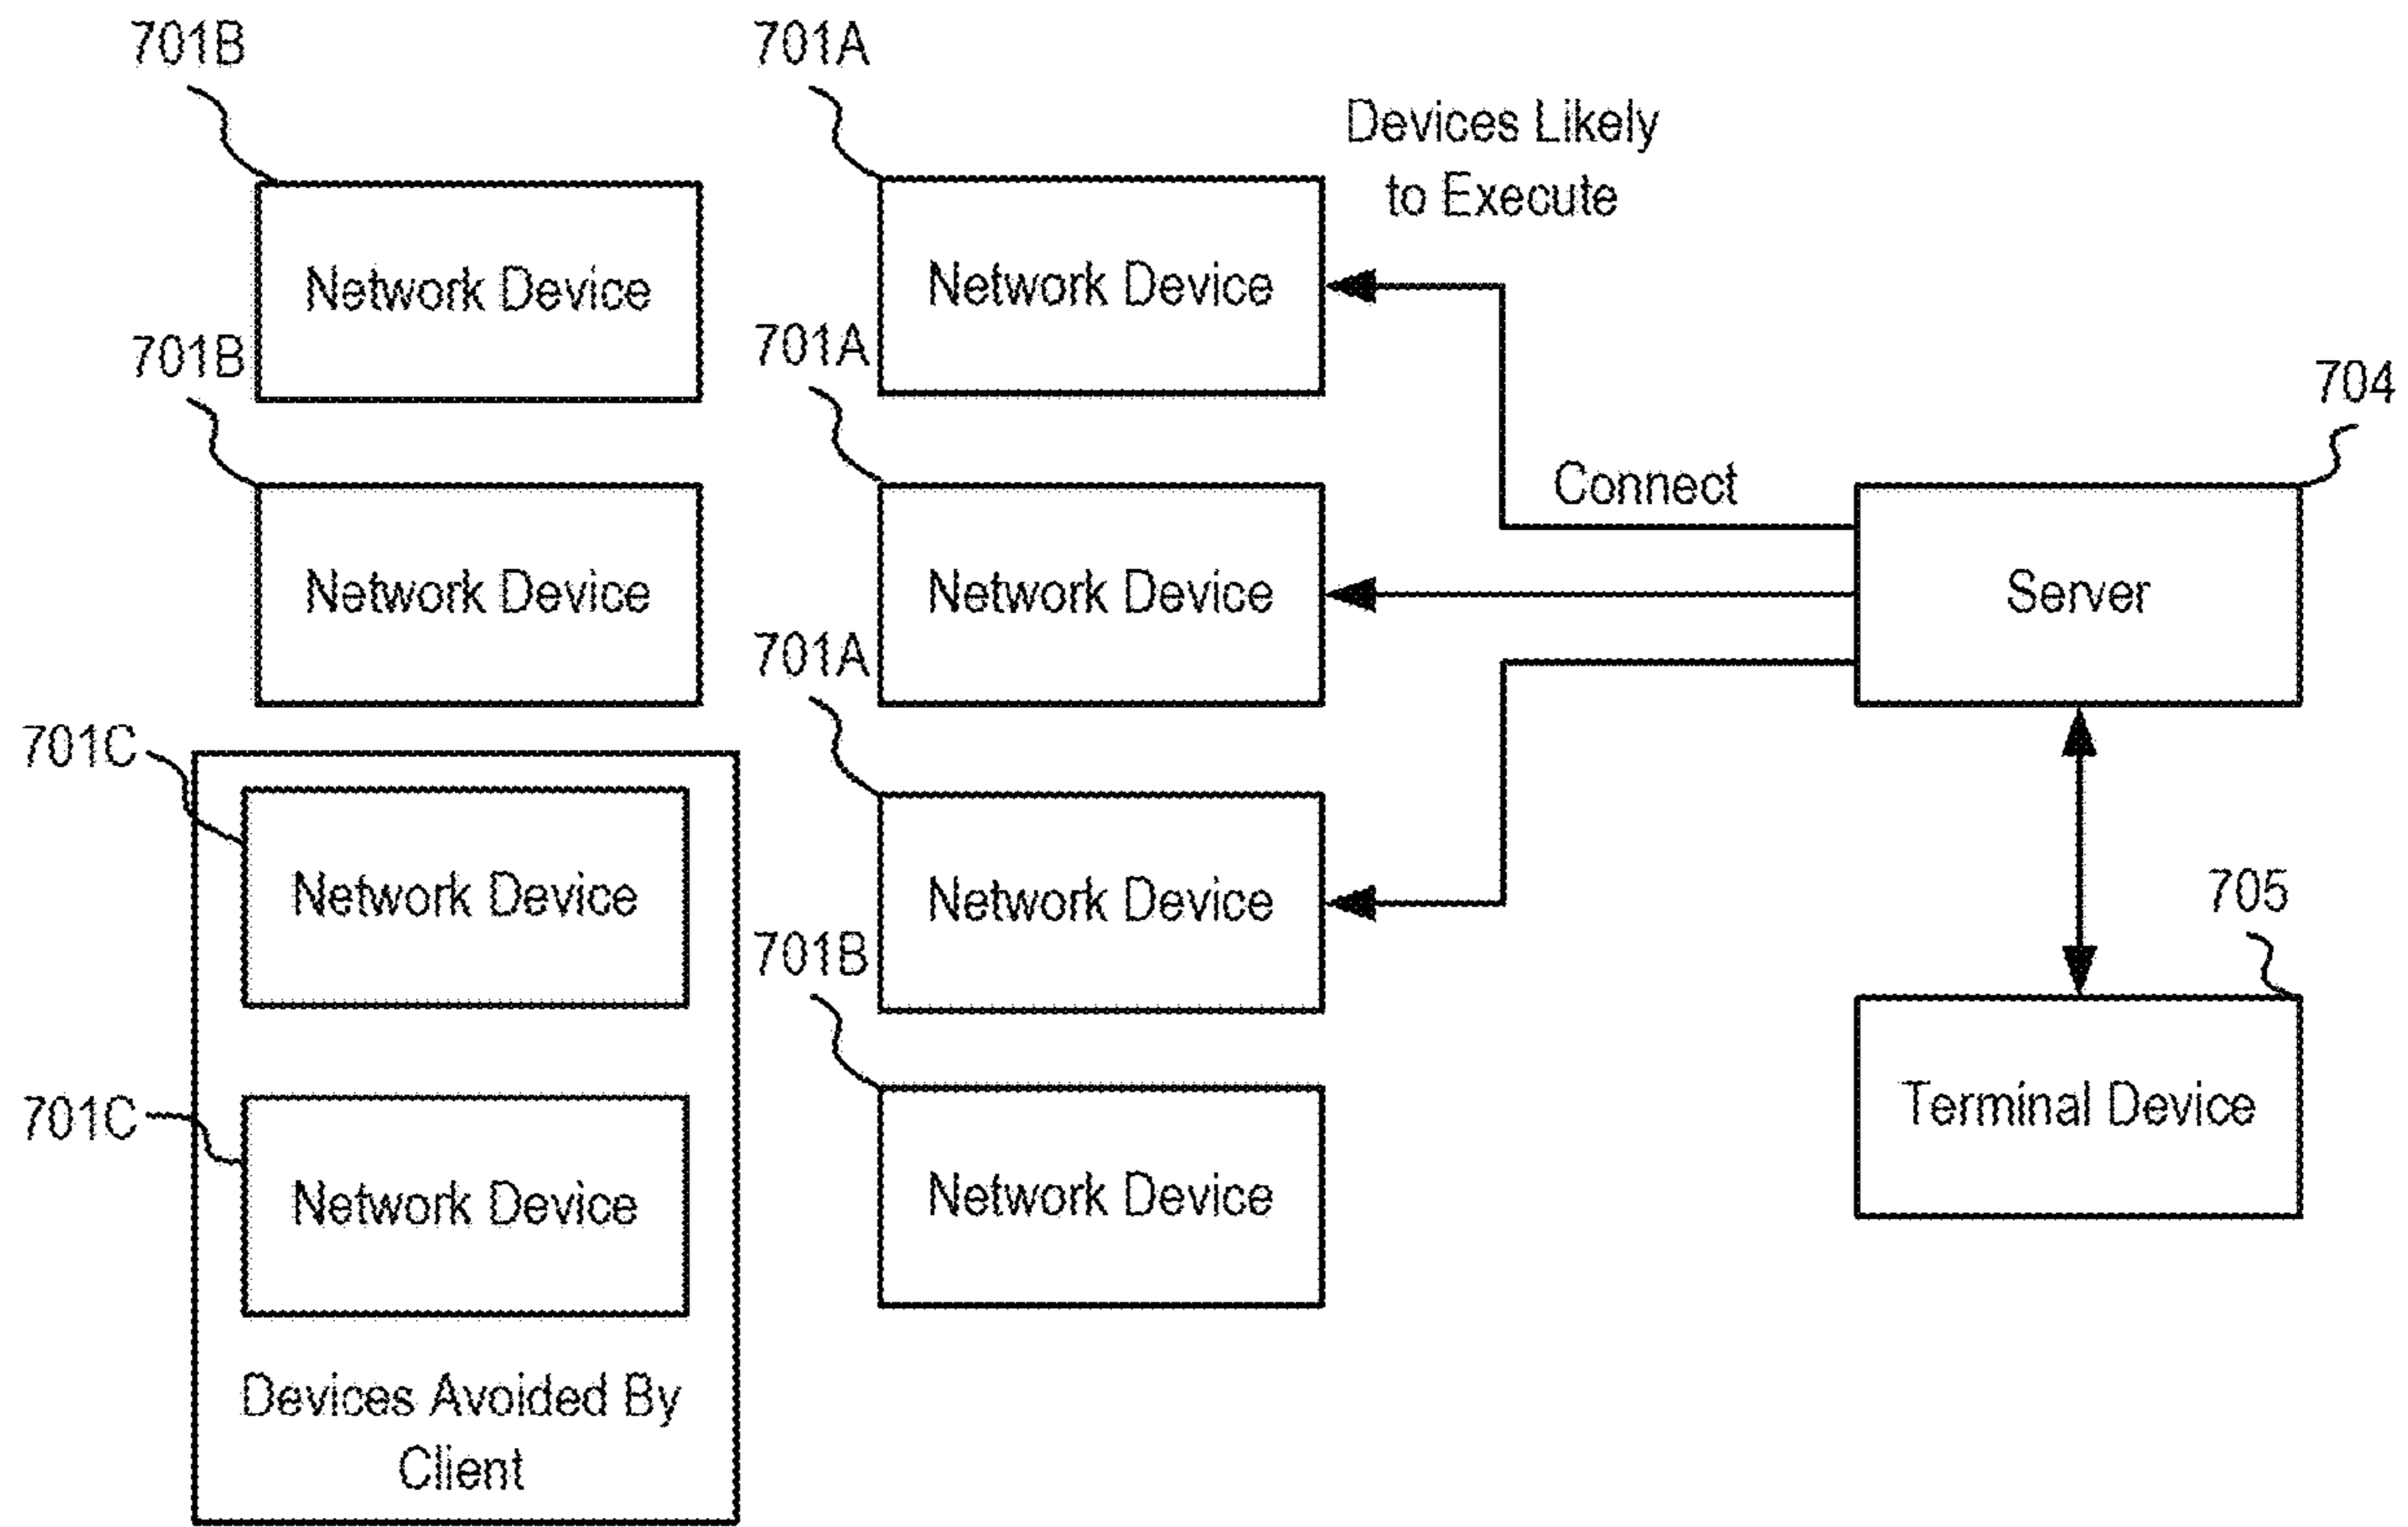 701B
701A
Devices Likely
to Execute
Network Device
Network Device
701B
701A
704
Connect
Network Device
Network Device
Server
701A
701C
Network Device
Network Device
705
701B
Terminal Device
701C
Network Device
Network Device
Devices Avoided By
Client